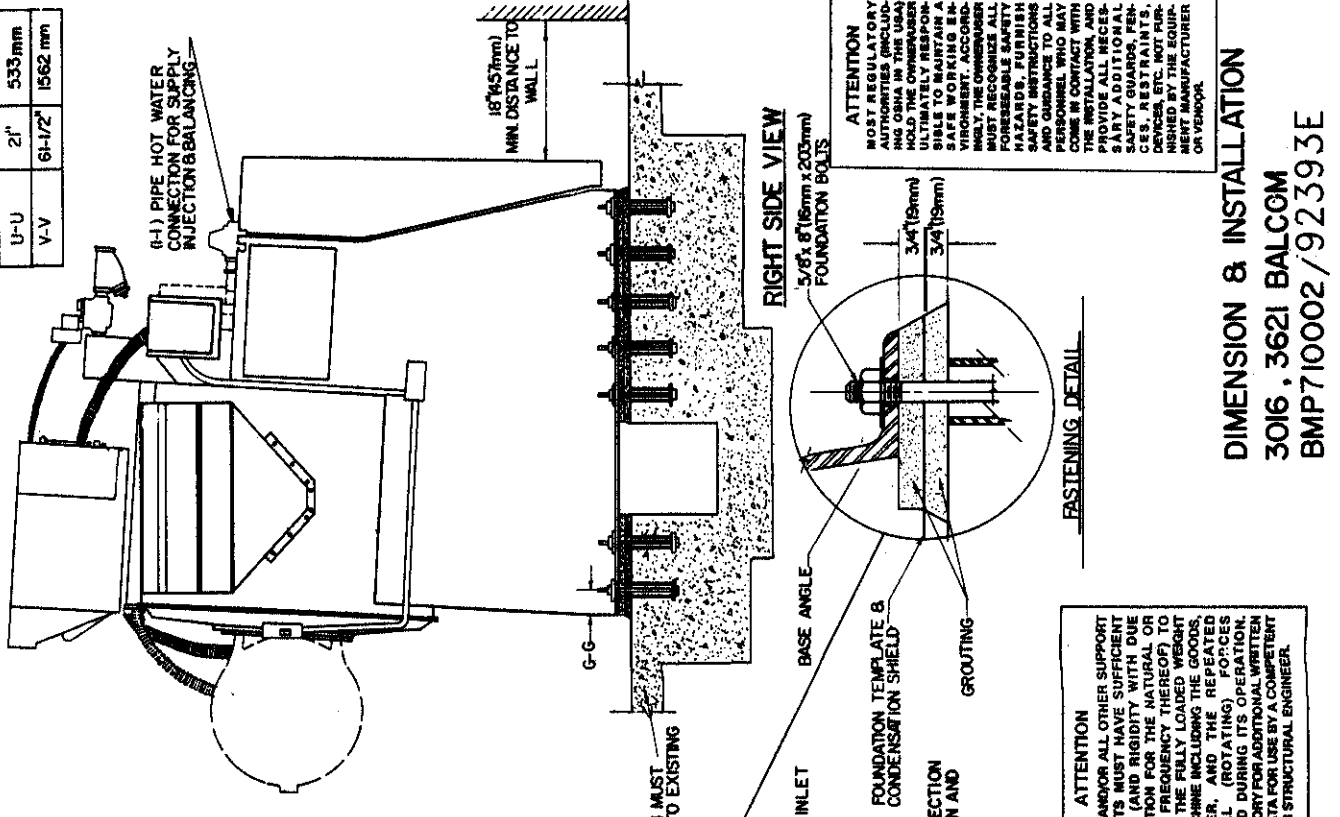 U-U 21" 533mm
V-V 61-1/2" 1562 mm
(1-1) PIPE HOT WATER
CONNECTION FOR SUPPLY
INJECTION & BALANCING
18"(457mm)
MIN. DISTANCE TO
WALL
G-G
MUST
TO EXISTING
RIGHT SIDE VIEW
5/8" x 8"(16mm x 203mm)
FOUNDATION BOLTS
3/4"(19mm)
3/4"(19mm)
BASE ANGLE
INLET
FOUNDATION TEMPLATE &
CONDENSATION SHIELD
ECTION
N AND
GROUTING
FASTENING DETAIL
ATTENTION
MOST REGULATORY
AUTHORITIES (INCLUD-
ING OSHA IN THE USA)
HOLD THE OWNER/USER
ULTIMATELY RESPON-
SIBLE TO MAINTAIN A
SAFE WORKING EN-
VIRONMENT. ACCORD-
INGLY, THE OWNER/USER
MUST RECOGNIZE ALL
FORESEEABLE SAFETY
HAZARDS, FURNISH
SAFETY INSTRUCTIONS
AND GUIDANCE TO ALL
PERSONNEL WHO MAY
COME IN CONTACT WITH
THE INSTALLATION, AND
PROVIDE ALL NECES-
SARY ADDITIONAL
SAFETY GUARDS, FEN-
CES, RESTRAINTS,
DEVICES, ETC. NOT FUR-
NISHED BY THE EQUIP-
MENT MANUFACTURER
OR VENDOR.
ATTENTION
AND/OR ALL OTHER SUPPORT
TS MUST HAVE SUFFICIENT
(AND RIGIDITY WITH DUE
TION FOR THE NATURAL OR
FREQUENCY THEREOF) TO
THE FULLY LOADED WEIGHT
CHINE INCLUDING THE GOODS,
ER, AND THE REPEATED
L (ROTATING) FORCES
D DURING ITS OPERATION.
ORY FOR ADDITIONAL WRITTEN
ATA FOR USE BY A COMPETENT
STRUCTURAL ENGINEER.
DIMENSION & INSTALLATION
3016, 3621 BALCOM
BMP710002/92393E